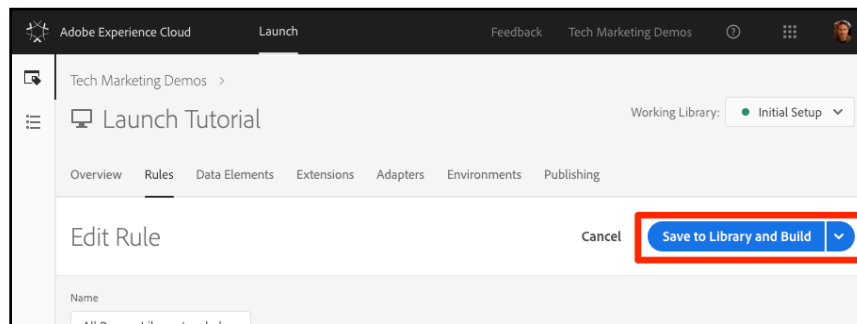 Adobe Experience Cloud Launch Feedback Tech Marketing Demos
Tech Marketing Demos >
Launch Tutorial
Working Library: Initial Setup
Overview Rules Data Elements Extensions Adapters Environments Publishing
Edit Rule Cancel Save to Library and Build
Name